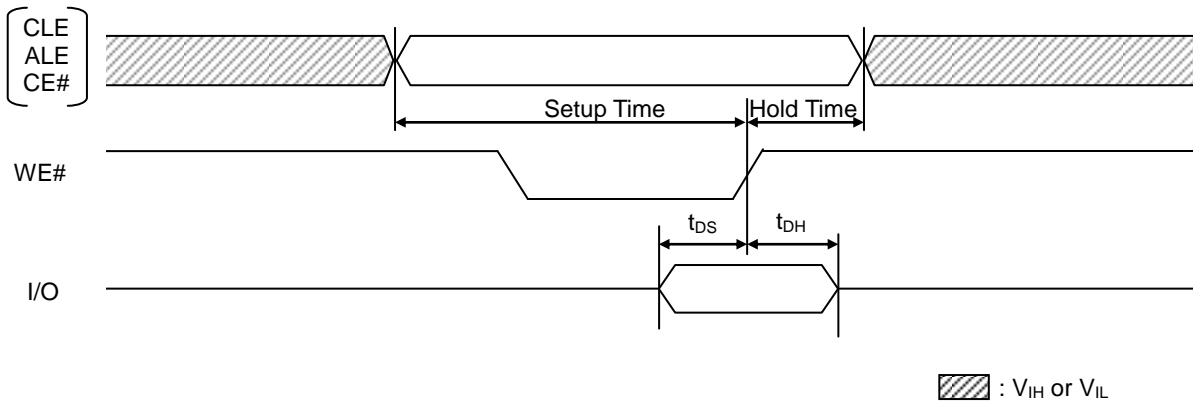 CLE
ALE
CE#
Setup Time Hold Time
WE#
tDS tDH
I/O
: VIH or VIL